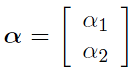 α = [ α₁
α₂ ]